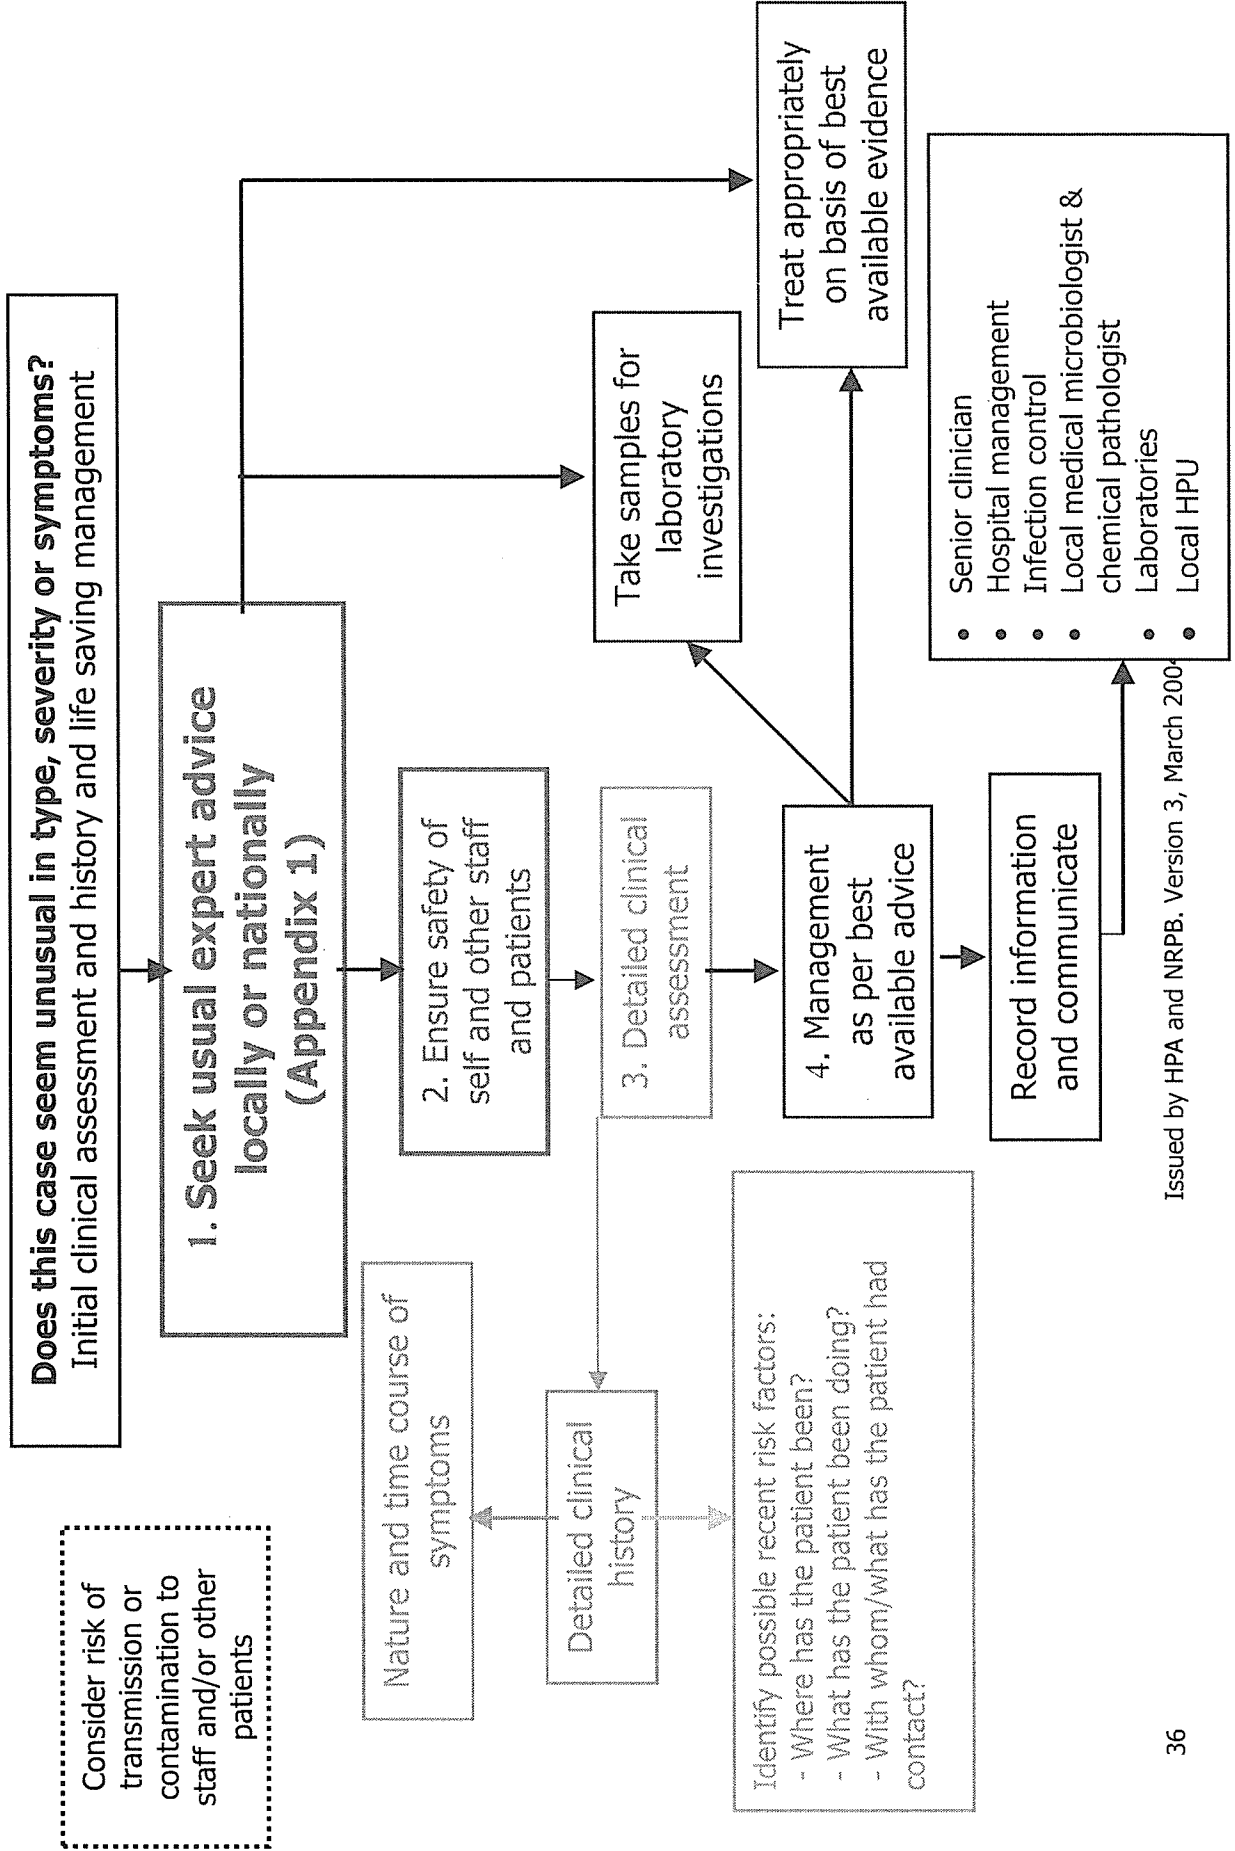 Does this case seem unusual in type, severity or symptoms?
Initial clinical assessment and history and life saving management
Consider risk of
transmission or
contamination to
staff and/or other
patients
1. Seek usual expert advice
locally or nationally
(Appendix 1)
2. Ensure safety of
self and other staff
and patients
Nature and time course of
symptoms
3. Detailed clinical
assessment
Detailed clinical
history
Take samples for
laboratory
investigations
Identify possible recent risk factors:
- Where has the patient been?
- What has the patient been doing?
- With whom/what has the patient had
contact?
4. Management
as per best
available advice
Treat appropriately
on basis of best
available evidence
Record information
and communicate
• Senior clinician
• Hospital management
• Infection control
• Local medical microbiologist &
chemical pathologist
• Laboratories
• Local HPU
36
Issued by HPA and NRPB. Version 3, March 200